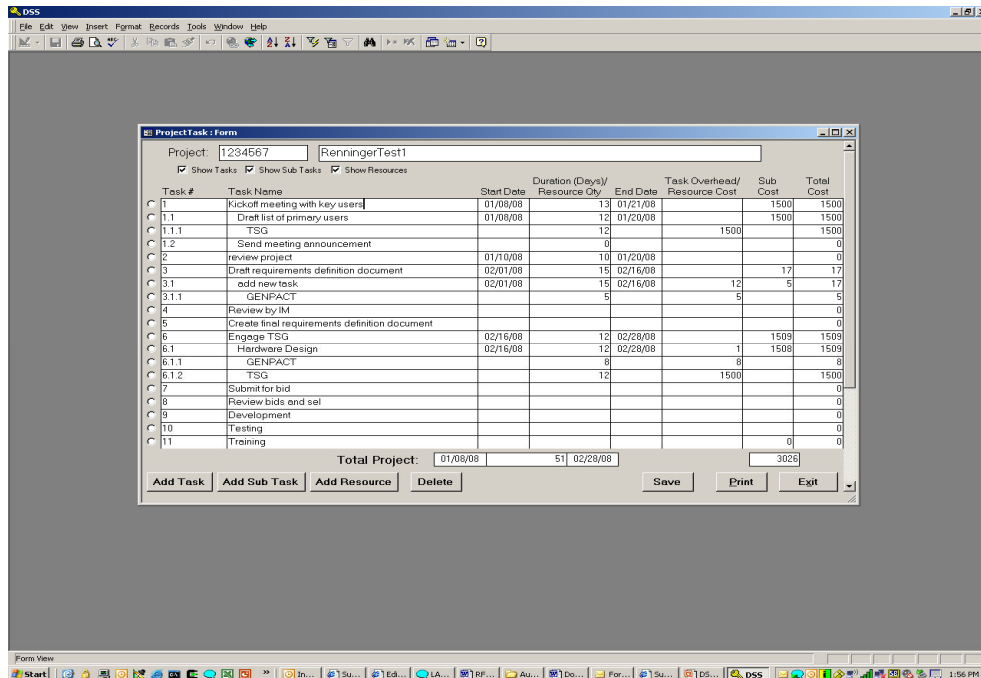 DSS
File Edit View Insert Format Records Tools Window Help
ProjectTask : Form
Project: 1234567 RenningerTest1
Show Tasks Show Sub Tasks Show Resources
Duration (Days)/ Task Overhead/ Sub Total
Task # Task Name Start Date Resource Qty End Date Resource Cost Cost Cost
1 Kickoff meeting with key users 01/08/08 13 01/21/08 1500 1500
1.1 Draft list of primary users 01/08/08 12 01/20/08 1500 1500
1.1.1 TSG 12 1500 1500
1.2 Send meeting announcement 0 0
2 review project 01/10/08 10 01/20/08 0
3 Draft requirements definition document 02/01/08 15 02/16/08 17 17
3.1 add new task 02/01/08 15 02/16/08 12 5 17
3.1.1 GENPACT 5 5 5
4 Review by IM 0
5 Create final requirements definition document 0
6 Engage TSG 02/16/08 12 02/28/08 1509 1509
6.1 Hardware Design 02/16/08 12 02/28/08 1 1508 1509
6.1.1 GENPACT 8 8 8
6.1.2 TSG 12 1500 1500
7 Submit for bid 0
8 Review bids and sel 0
9 Development 0
10 Testing 0
11 Training 0 0
Total Project: 01/08/08 51 02/28/08 3026
Add Task Add Sub Task Add Resource Delete Save Print Exit
Form View
Start In... Su... Edi... LA... RF... Au... Do... For... Su... DS... DSS 1:56 PM